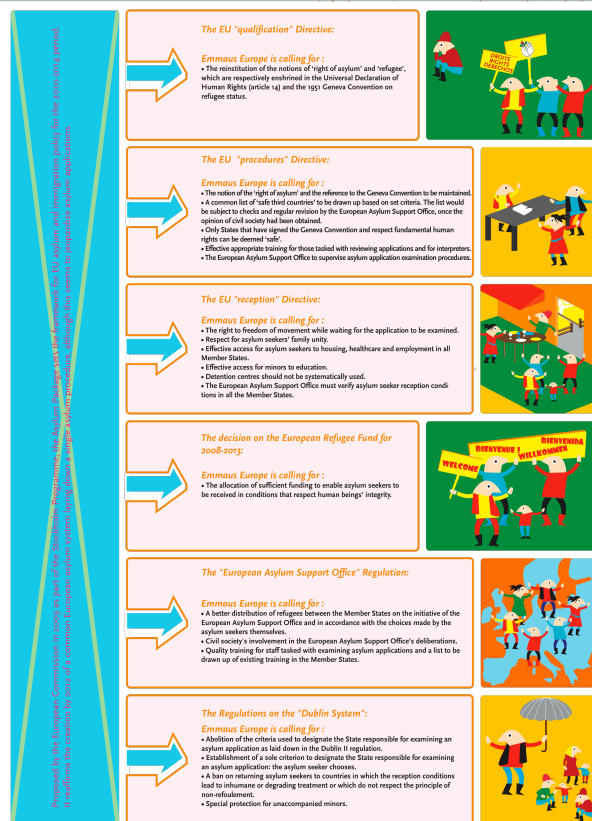 Proposed by the European Commission in 2009 as part of the Stockholm Programme, the Asylum Package sets the framework for EU asylum and immigration policy for the 2010-2014 period.
It reaffirms the creation by 2012 of a common European asylum system laying down a single asylum procedure, although this seems to jeopardize asylum applications.
The EU "qualification" Directive:
Emmaus Europe is calling for :
• The reinstitution of the notions of 'right of asylum' and 'refugee',
which are respectively enshrined in the Universal Declaration of
Human Rights (article 14) and the 1951 Geneva Convention on
refugee status.
DROITS
RIGHTS
DERECHOS
The EU "procedures" Directive:
Emmaus Europe is calling for :
• The notion of the 'right of asylum' and the reference to the Geneva Convention to be maintained.
• A common list of 'safe third countries' to be drawn up based on set criteria. The list would
be subject to checks and regular revision by the European Asylum Support Office, once the
opinion of civil society had been obtained.
• Only States that have signed the Geneva Convention and respect fundamental human
rights can be deemed 'safe'.
• Effective appropriate training for those tasked with reviewing applications and for interpreters.
• The European Asylum Support Office to supervise asylum application examination procedures.
The EU "reception" Directive:
Emmaus Europe is calling for :
• The right to freedom of movement while waiting for the application to be examined.
• Respect for asylum seekers' family unity.
• Effective access for asylum seekers to housing, healthcare and employment in all
Member States.
• Effective access for minors to education.
• Detention centres should not be systematically used.
• The European Asylum Support Office must verify asylum seeker reception condi
tions in all the Member States.
The decision on the European Refugee Fund for
2008-2013:
Emmaus Europe is calling for :
• The allocation of sufficient funding to enable asylum seekers to
be received in conditions that respect human beings' integrity.
WELCOME
BIENVENUE !
BIENVENIDA
WILLKOMMEN
The "European Asylum Support Office" Regulation:
Emmaus Europe is calling for :
• A better distribution of refugees between the Member States on the initiative of the
European Asylum Support Office and in accordance with the choices made by the
asylum seekers themselves.
• Civil society's involvement in the European Asylum Support Office's deliberations.
• Quality training for staff tasked with examining asylum applications and a list to be
drawn up of existing training in the Member States.
The Regulations on the "Dublin System":
Emmaus Europe is calling for :
• Abolition of the criteria used to designate the State responsible for examining an
asylum application as laid down in the Dublin II regulation.
• Establishment of a sole criterion to designate the State responsible for examining
an asylum application: the asylum seeker chooses.
• A ban on returning asylum seekers to countries in which the reception conditions
lead to inhumane or degrading treatment or which do not respect the principle of
non-refoulement.
• Special protection for unaccompanied minors.